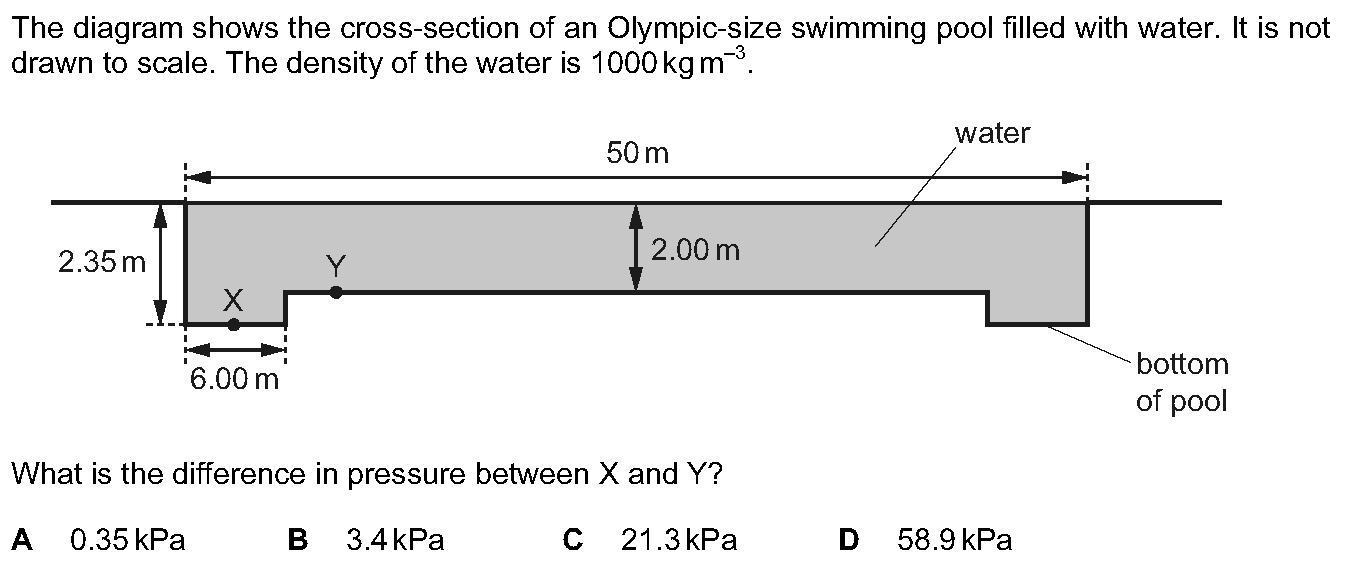 The diagram shows the cross-section of an Olympic-size swimming pool filled with water. It is not
drawn to scale. The density of the water is 1000 kg m⁻³.
water
50 m
2.35 m
2.00 m
Y
X
6.00 m
bottom
of pool
What is the difference in pressure between X and Y?
A 0.35 kPa B 3.4 kPa C 21.3 kPa D 58.9 kPa